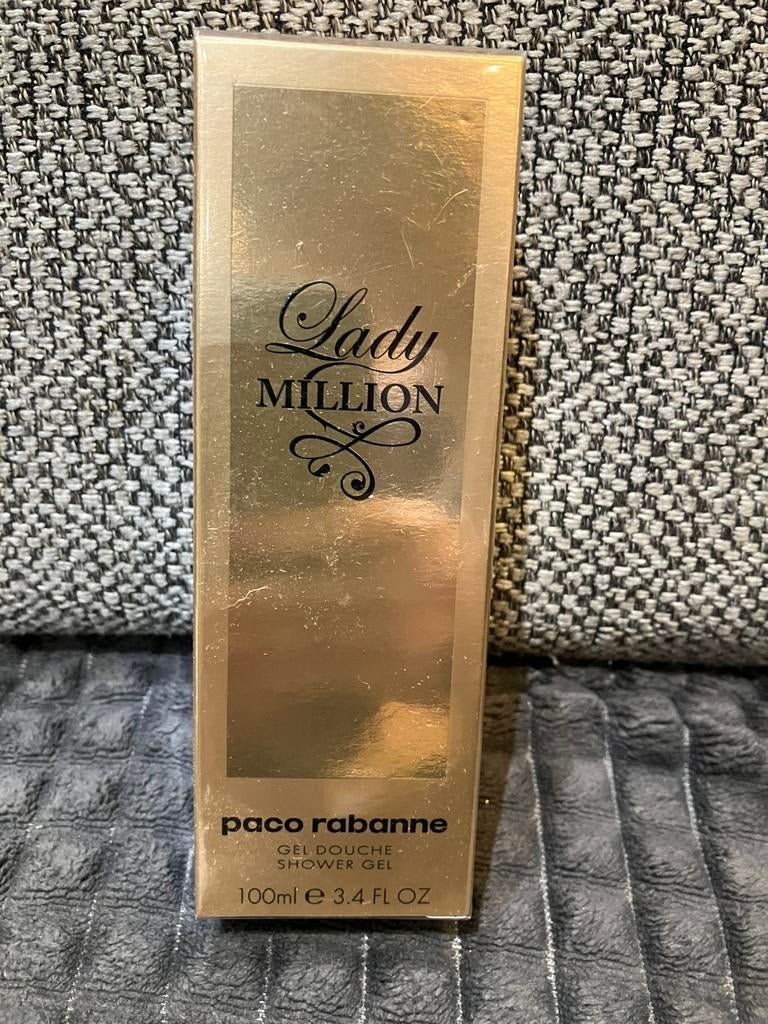 Lady
MILLION
paco rabanne
GEL DOUCHE
SHOWER GEL
100ml ℮ 3.4 FL OZ